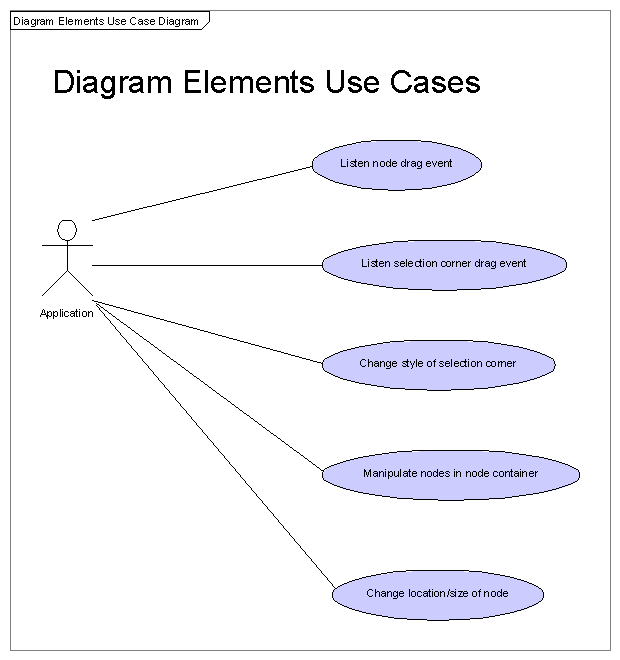 Diagram Elements Use Case Diagram
Diagram Elements Use Cases
Listen node drag event
Listen selection corner drag event
Application
Change style of selection corner
Manipulate nodes in node container
Change location/size of node